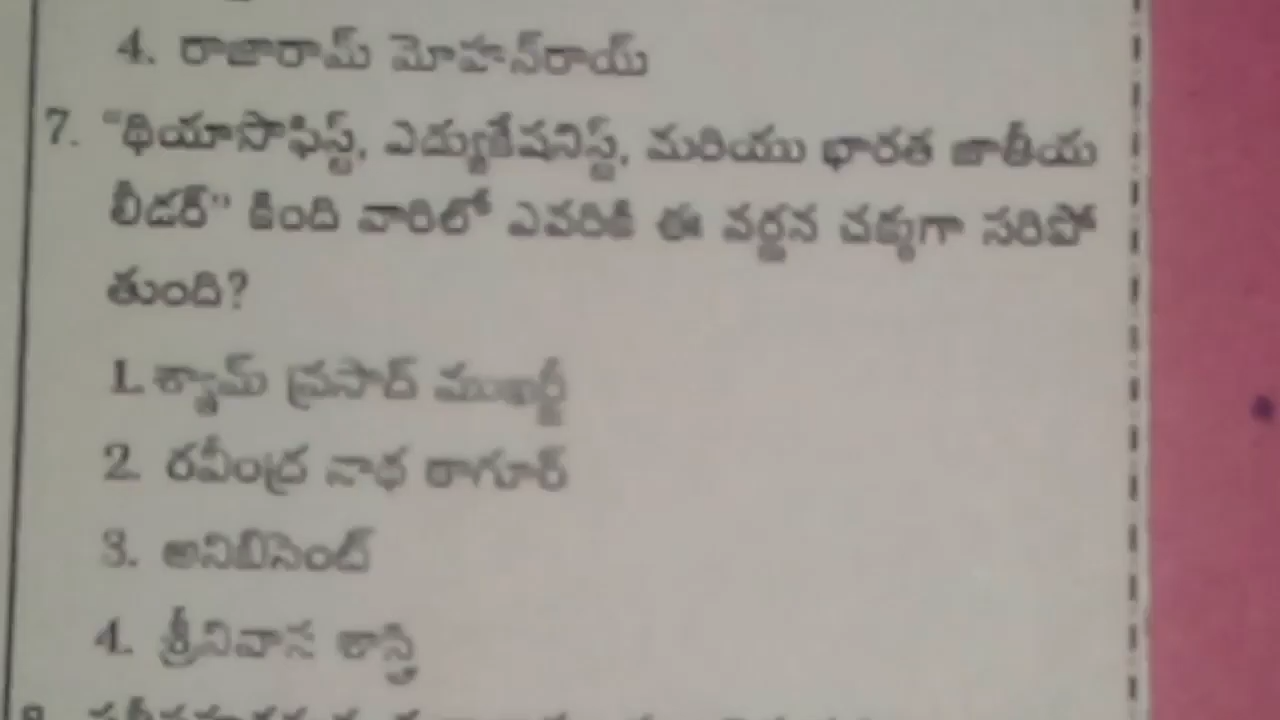 4. రాజారామ్ మోహన్‌రాయ్
7. "థియాసాఫిస్ట్, ఎడ్యుకేషనిస్ట్, మరియు భారత జాతీయ
లీడర్" కింది వారిలో ఎవరికి ఈ వర్ణన చక్కగా సరిపో
తుంది?
1. శ్యామ్ ప్రసాద్ ముఖర్జీ
2. రవీంద్ర నాథ ఠాగూర్
3. అనిబిసెంట్
4. శ్రీనివాస శాస్త్రి